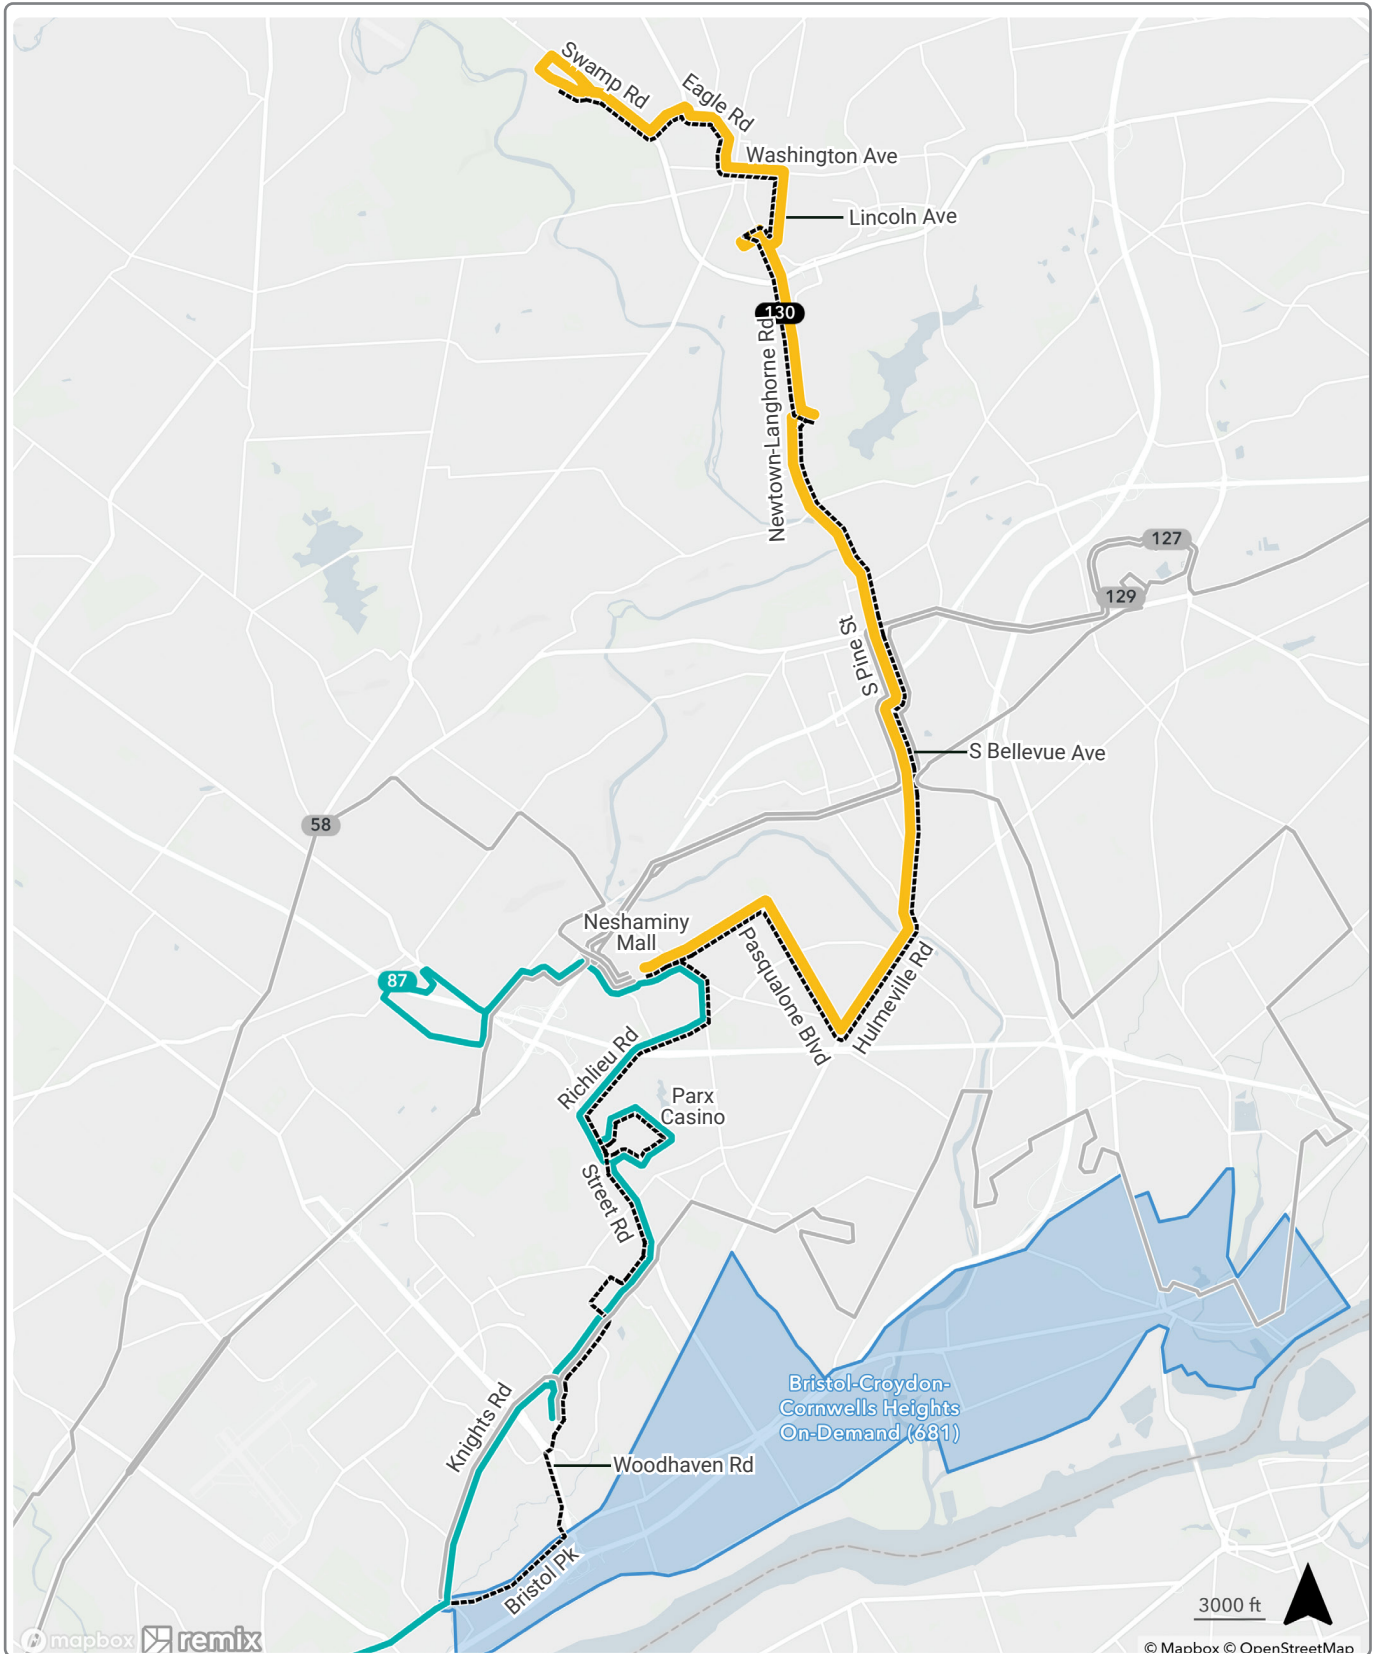 Swamp Rd
Eagle Rd
Washington Ave
Lincoln Ave
130
Newtown-Langhorne Rd
127
129
S Pine St
S Bellevue Ave
58
Neshaminy
Mall
87
Pasqualone Blvd
Hulmeville Rd
Richlieu Rd
Parx
Casino
Street Rd
Bristol-Croydon-
Cornwells Heights
On-Demand (681)
Knights Rd
Woodhaven Rd
Bristol Pk
3000 ft
mapbox
remix
© Mapbox © OpenStreetMap